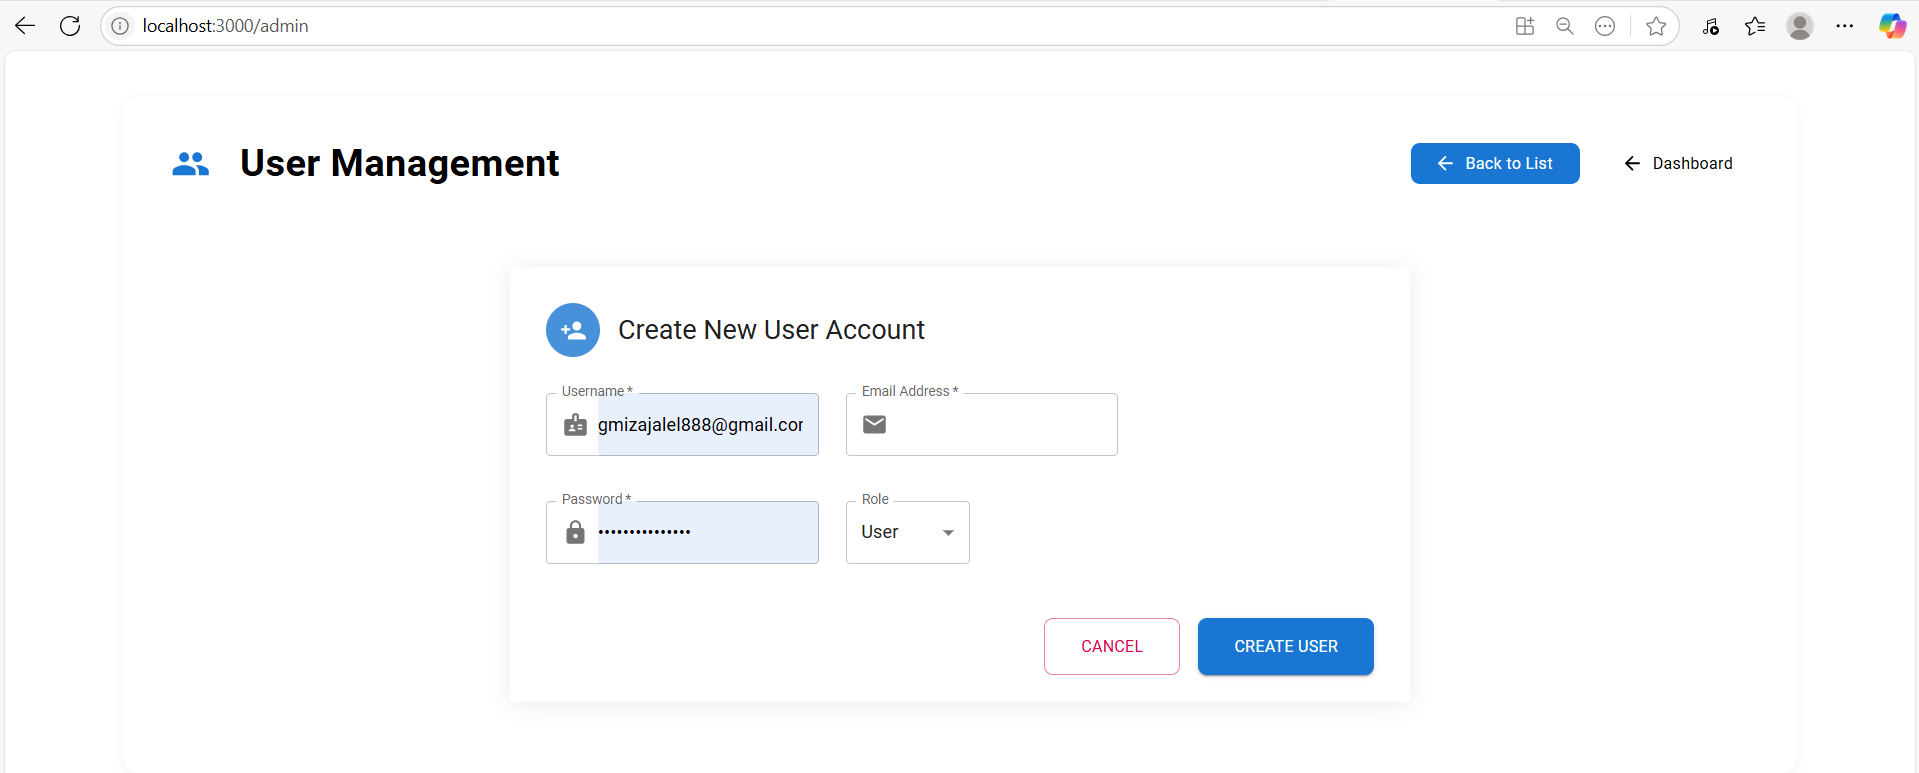 localhost:3000/admin
User Management
Back to List
Dashboard
Create New User Account
Username *
Email Address *
gmizajalel888@gmail.cor
Password *
Role
••••••••••••••
User
CANCEL
CREATE USER